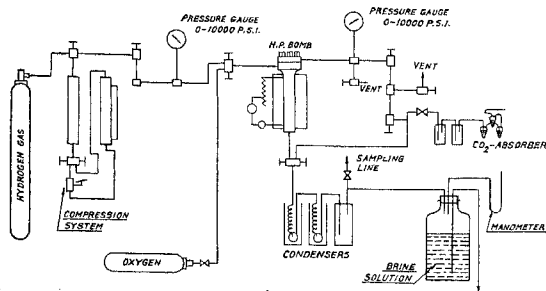 PRESSURE GAUGE
0-10000 P.S.I.
PRESSURE GAUGE
0-10000 P.S.I.
H.P. BOMB
VENT
VENT
HYDROGEN GAS
CO2-ABSORBER
SAMPLING
LINE
COMPRESSION
SYSTEM
MANOMETER
CONDENSERS
OXYGEN
BRINE
SOLUTION